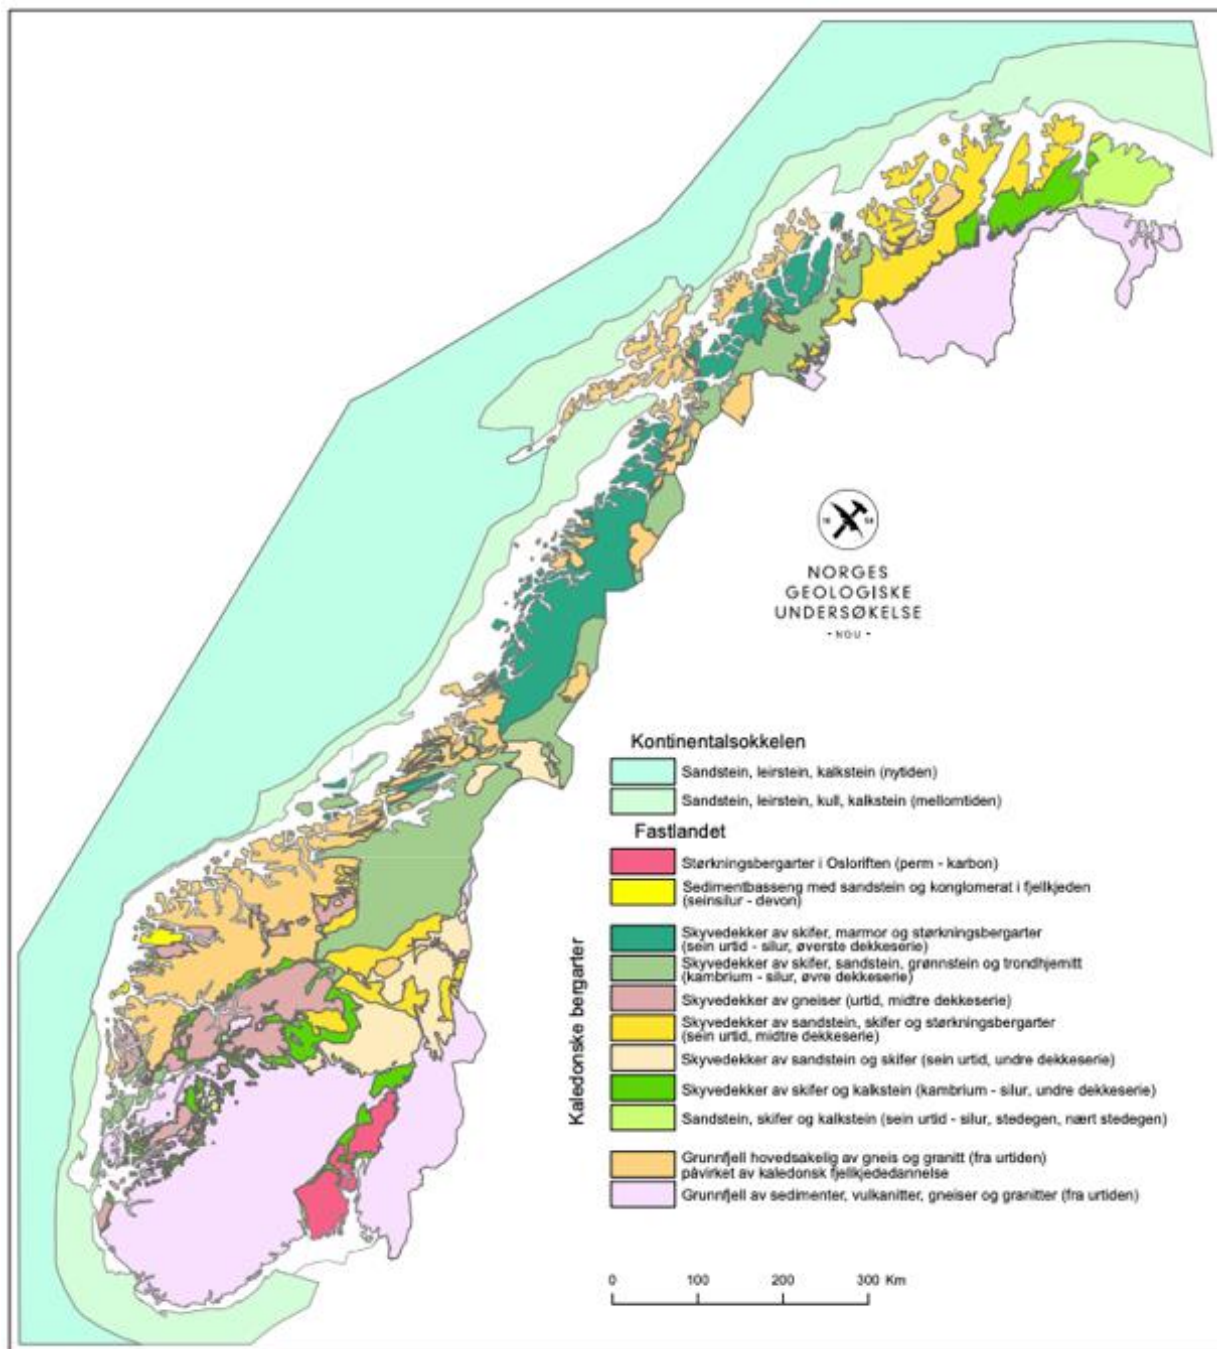 16 58
NORGES
GEOLOGISKE
UNDERSØKELSE
- NGU -
Kontinentalsokkelen
Sandstein, leirstein, kalkstein (nytiden)
Sandstein, leirstein, kull, kalkstein (mellomtiden)
Fastlandet
Størkningsbergarter i Osloriften (perm - karbon)
Sedimentbasseng med sandstein og konglomerat i fjellkjeden
(seinsilur - devon)
Kaledonske bergarter
Skyvedekker av skifer, marmor og størkningsbergarter
(sein urtid - silur, øverste dekkeserie)
Skyvedekker av skifer, sandstein, grønnstein og trondhjemitt
(kambrium - silur, øvre dekkeserie)
Skyvedekker av gneiser (urtid, midtre dekkeserie)
Skyvedekker av sandstein, skifer og størkningsbergarter
(sein urtid, midtre dekkeserie)
Skyvedekker av sandstein og skifer (sein urtid, undre dekkeserie)
Skyvedekker av skifer og kalkstein (kambrium - silur, undre dekkeserie)
Sandstein, skifer og kalkstein (sein urtid - silur, stedegen, nært stedegen)
Grunnfjell hovedsakelig av gneis og granitt (fra urtiden)
påvirket av kaledonsk fjellkjededannelse
Grunnfjell av sedimenter, vulkanitter, gneiser og granitter (fra urtiden)
0 100 200 300 Km